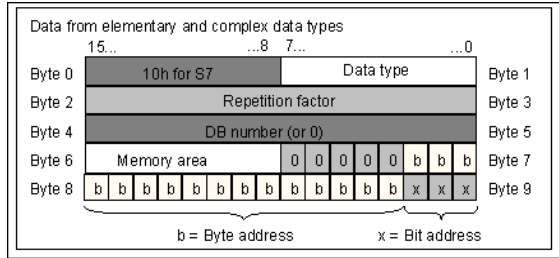 Data from elementary and complex data types
15... ...8 7... ...0
Byte 0 10h for S7 Data type Byte 1
Byte 2 Repetition factor Byte 3
Byte 4 DB number (or 0) Byte 5
Byte 6 Memory area 0 0 0 0 0 b b b Byte 7
Byte 8 b b b b b b b b b b b b b x x x Byte 9
b = Byte address x = Bit address